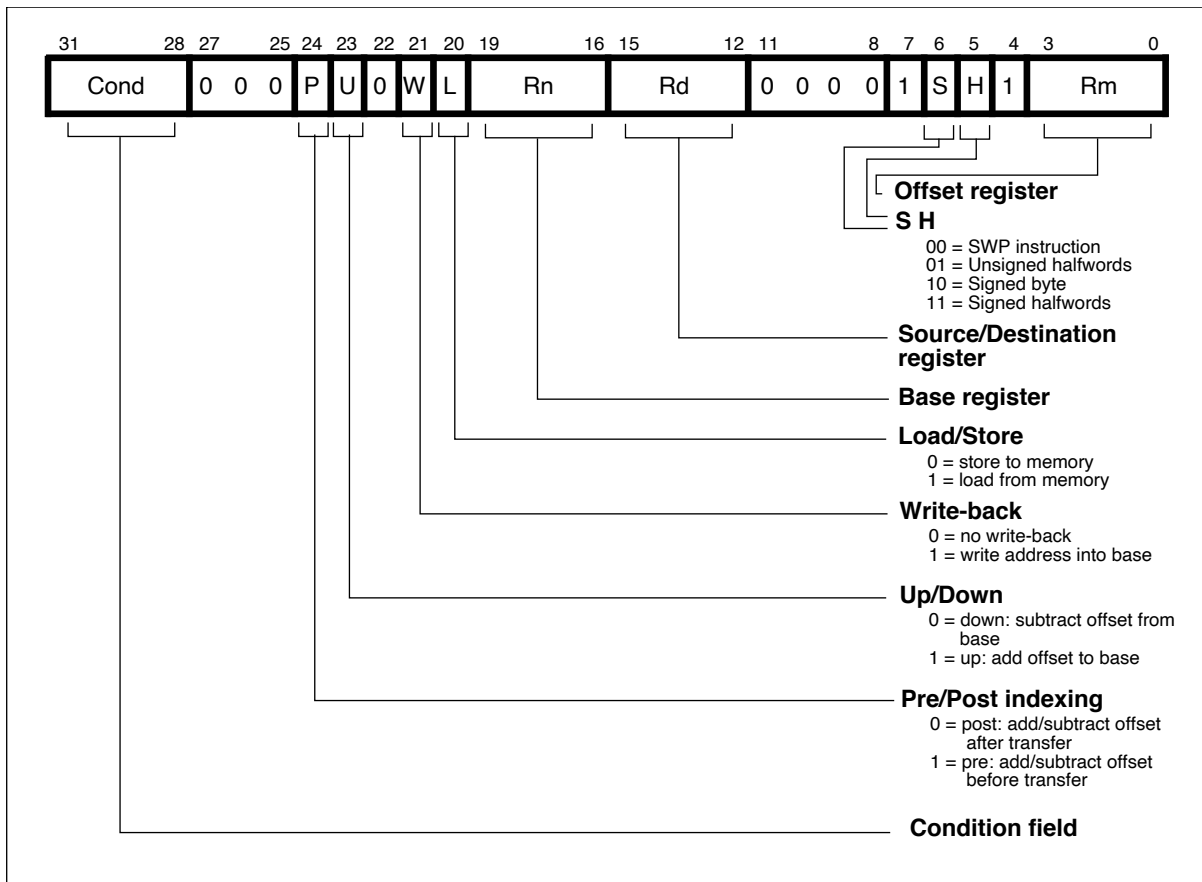 31 28 27 25 24 23 22 21 20 19 16 15 12 11 8 7 6 5 4 3 0
Cond 0 0 0 P U 0 W L Rn Rd 0 0 0 0 1 S H 1 Rm
Offset register
S H
00 = SWP instruction
01 = Unsigned halfwords
10 = Signed byte
11 = Signed halfwords
Source/Destination
register
Base register
Load/Store
0 = store to memory
1 = load from memory
Write-back
0 = no write-back
1 = write address into base
Up/Down
0 = down: subtract offset from
base
1 = up: add offset to base
Pre/Post indexing
0 = post: add/subtract offset
after transfer
1 = pre: add/subtract offset
before transfer
Condition field